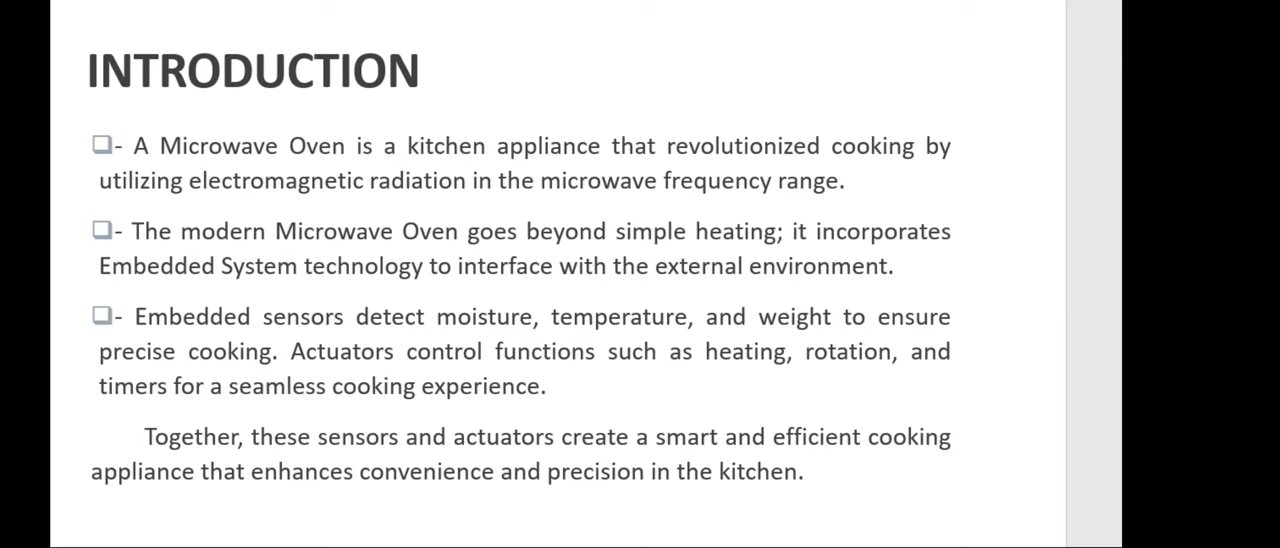 INTRODUCTION
❑- A Microwave Oven is a kitchen appliance that revolutionized cooking by
utilizing electromagnetic radiation in the microwave frequency range.
❑- The modern Microwave Oven goes beyond simple heating; it incorporates
Embedded System technology to interface with the external environment.
❑- Embedded sensors detect moisture, temperature, and weight to ensure
precise cooking. Actuators control functions such as heating, rotation, and
timers for a seamless cooking experience.
Together, these sensors and actuators create a smart and efficient cooking
appliance that enhances convenience and precision in the kitchen.